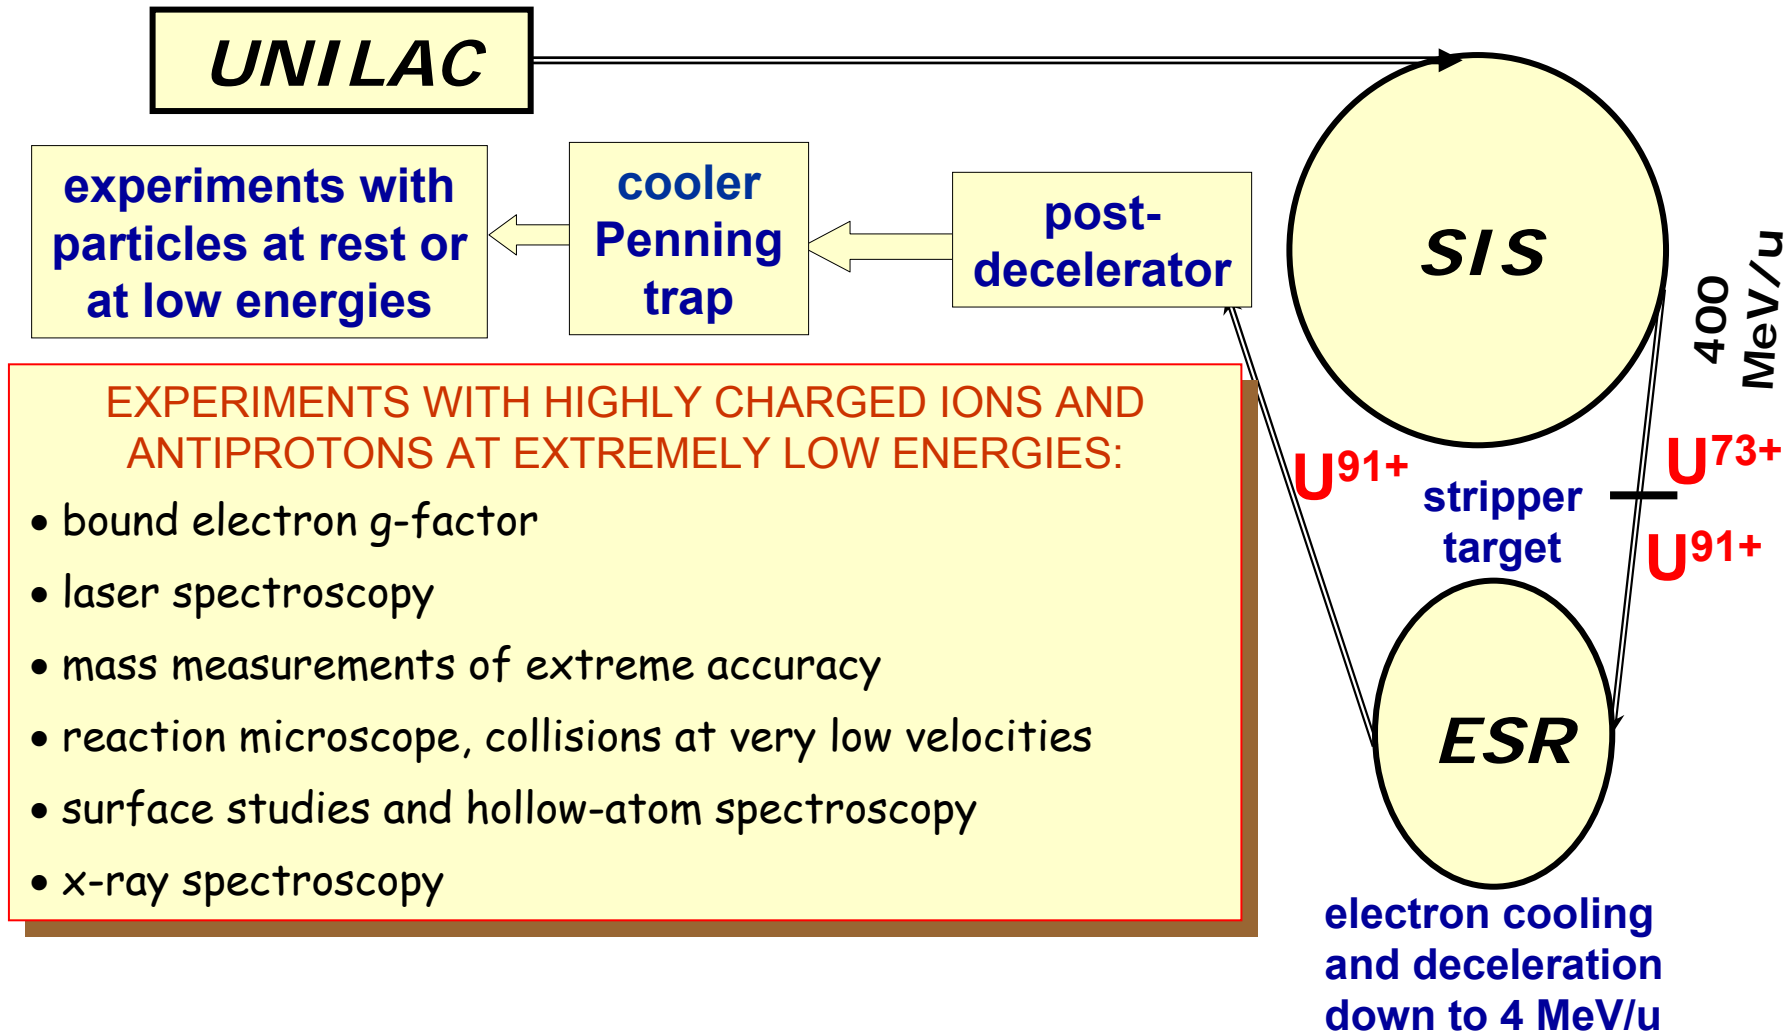 UNILAC
experiments with
particles at rest or
at low energies
cooler
Penning
trap
post-
decelerator
SIS
400
MeV/u
EXPERIMENTS WITH HIGHLY CHARGED IONS AND
ANTIPROTONS AT EXTREMELY LOW ENERGIES:
• bound electron g-factor
• laser spectroscopy
• mass measurements of extreme accuracy
• reaction microscope, collisions at very low velocities
• surface studies and hollow-atom spectroscopy
• x-ray spectroscopy
U91+
stripper
target
U73+
U91+
ESR
electron cooling
and deceleration
down to 4 MeV/u